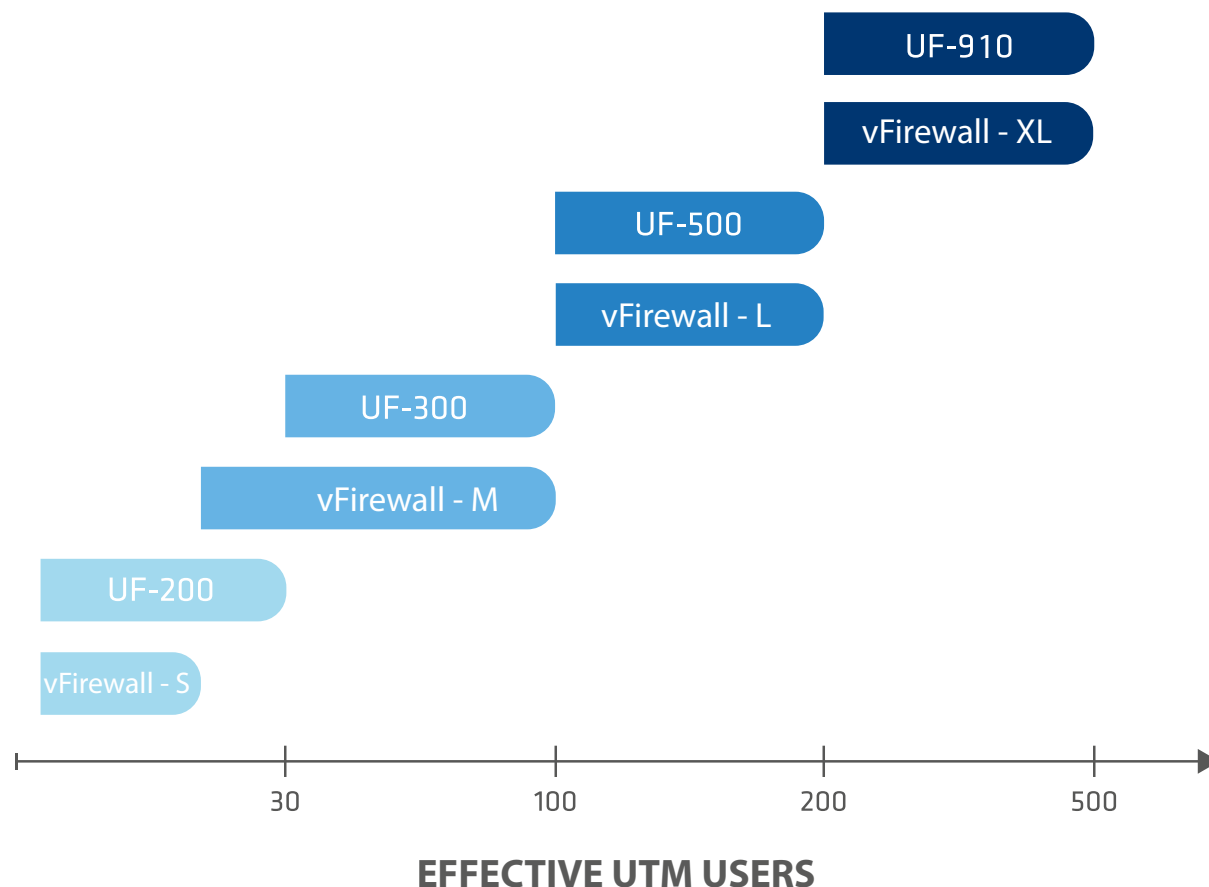 UF-910
vFirewall - XL
UF-500
vFirewall - L
UF-300
vFirewall - M
UF-200
vFirewall - S
30 100 200 500
EFFECTIVE UTM USERS